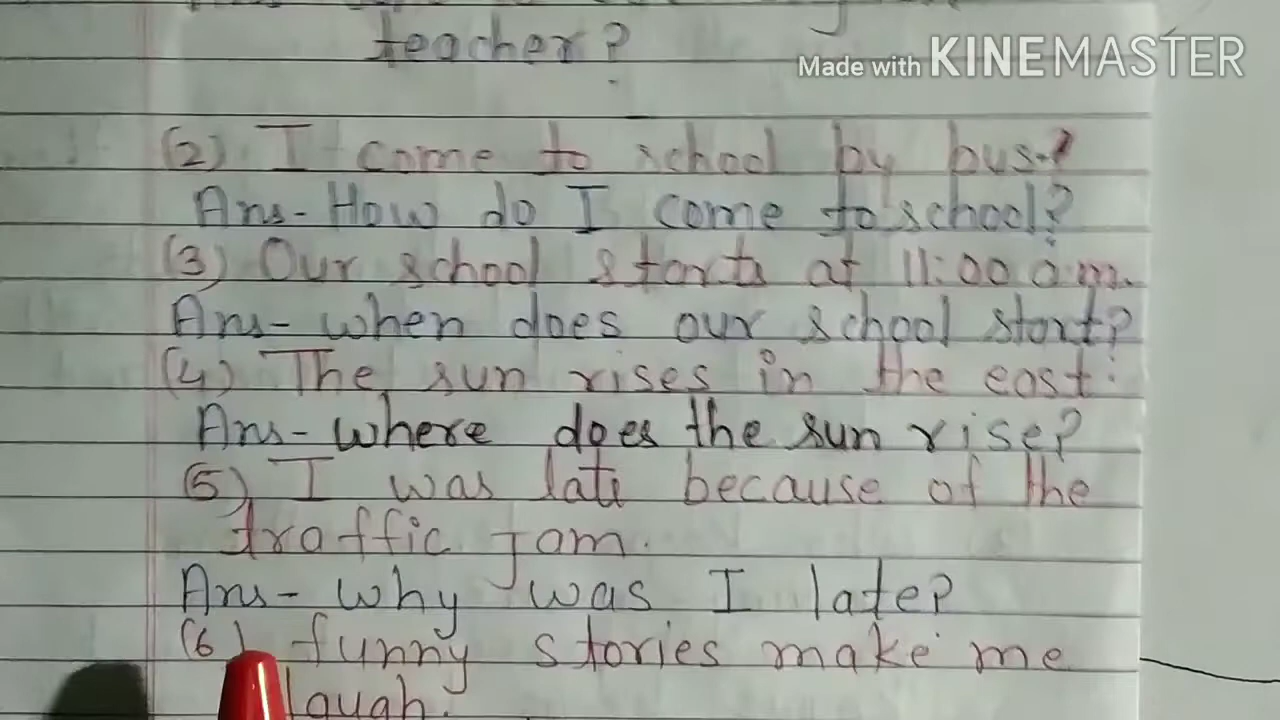 teacher?
Made with KINEMASTER
(2) I come to school by bus.
Ans- How do I come to school?
(3) Our school starts at 11:00 a.m.
Ans- when does our school start?
(4) The sun rises in the east.
Ans- where does the sun rise?
(5) I was late because of the
traffic Jam.
Ans- why was I late?
(6) funny stories make me
laugh.